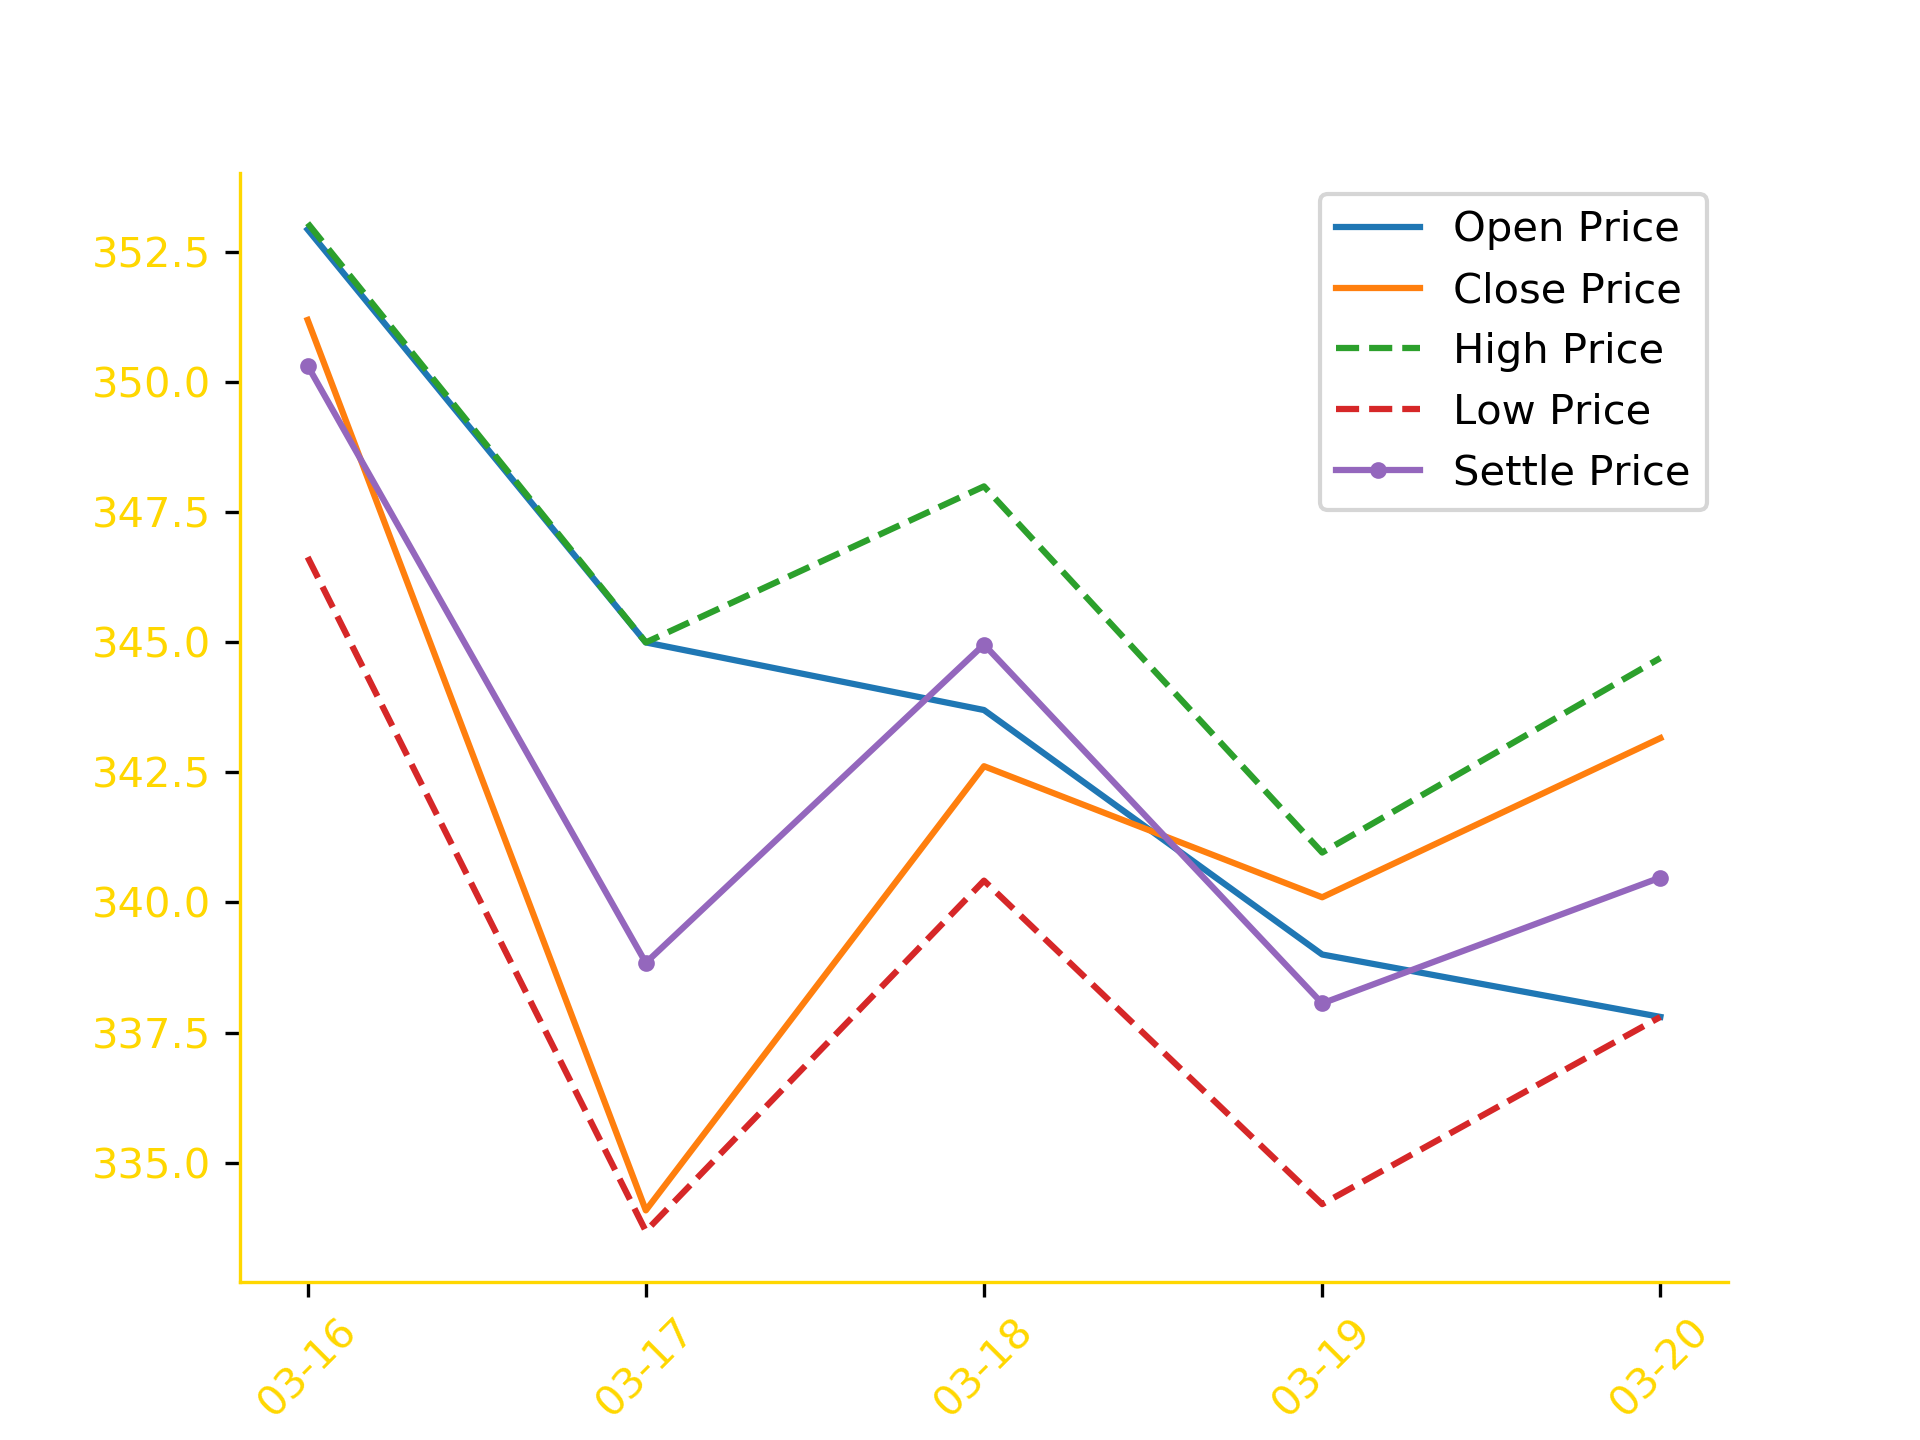 352.5
350.0
347.5
345.0
342.5
340.0
337.5
335.0
Open Price
Close Price
High Price
Low Price
Settle Price
03-16
03-17
03-18
03-19
03-20